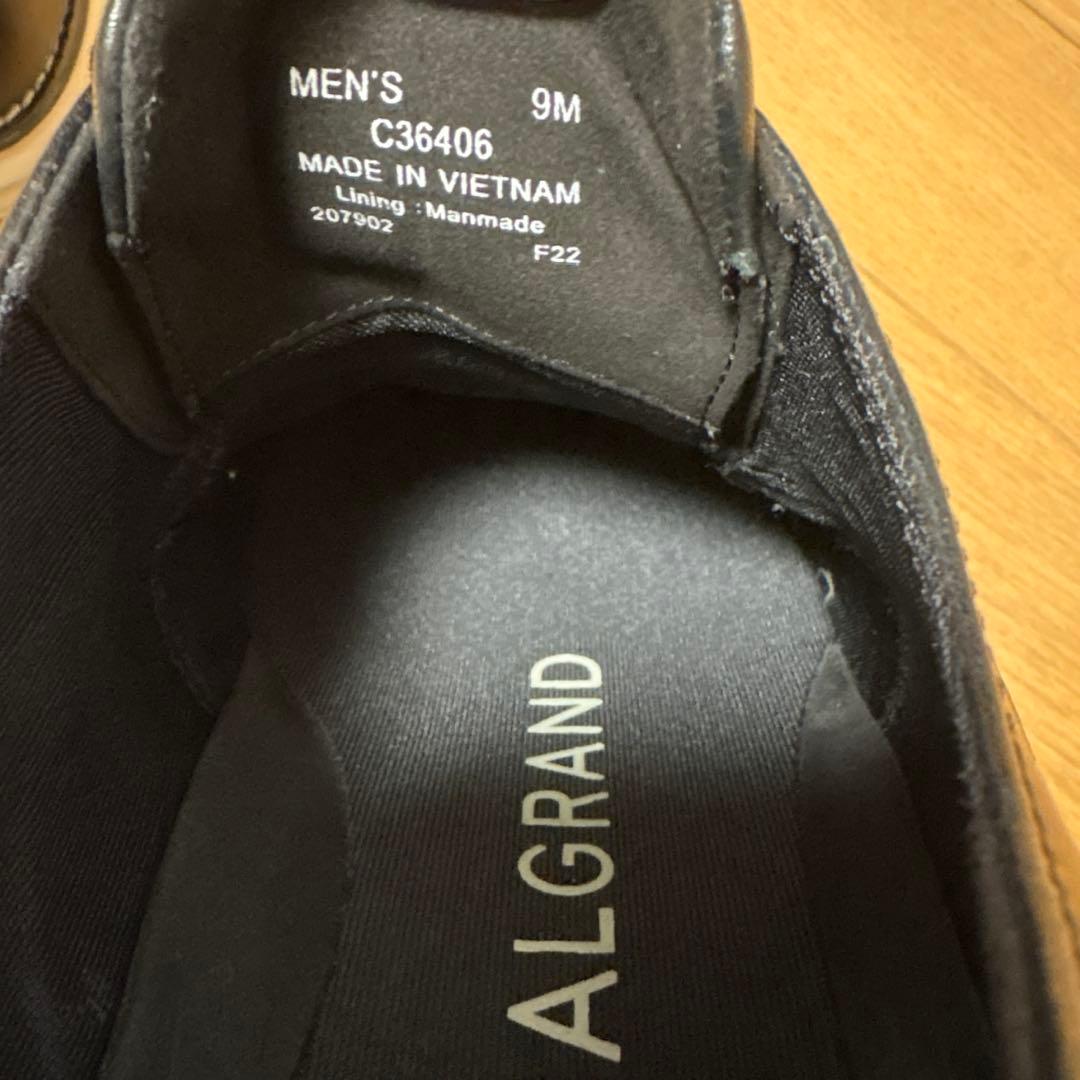 MEN'S 9M
C36406
MADE IN VIETNAM
Lining :Manmade
207902
F22
ALGRAND